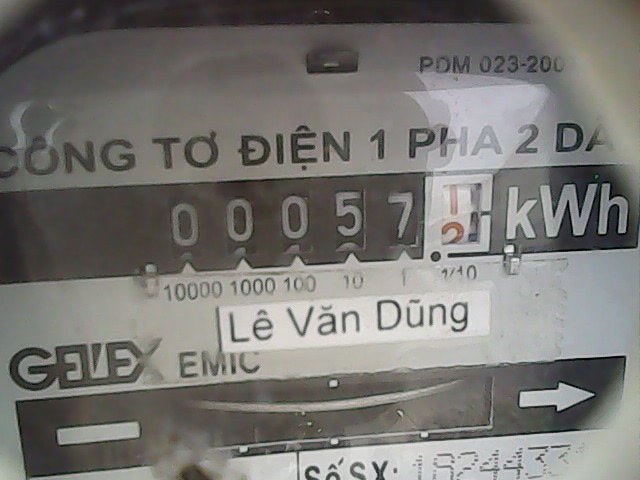 PDM 023-200
CÔNG TƠ ĐIỆN 1 PHA 2 DÂ
0 0 0 5 7 1 2 kWh
10000 1000 100 10 1 1/10
Lê Văn Dũng
GELEX EMIC
Số SX: 1824433